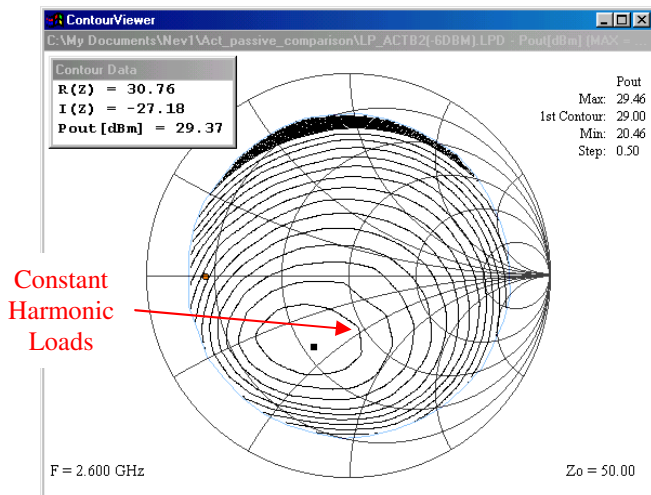 ContourViewer
C:\My Documents\Nev1\Act_passive_comparison\LP_ACTB2[-6DBM].LPD - Pout[dBm] [MAX = ...
Contour Data
R(Z) = 30.76
I(Z) = -27.18
Pout[dBm] = 29.37
Pout
Max: 29.46
1st Contour: 29.00
Min: 20.46
Step: 0.50
Constant
Harmonic
Loads
F = 2.600 GHz
Zo = 50.00